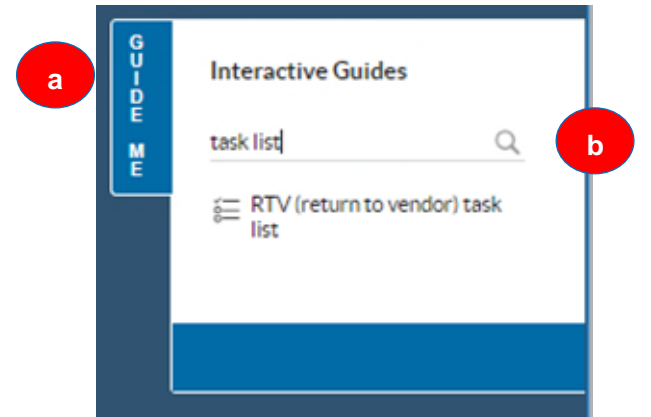 a
GUIDE ME
Interactive Guides
task list
b
RTV (return to vendor) task
list